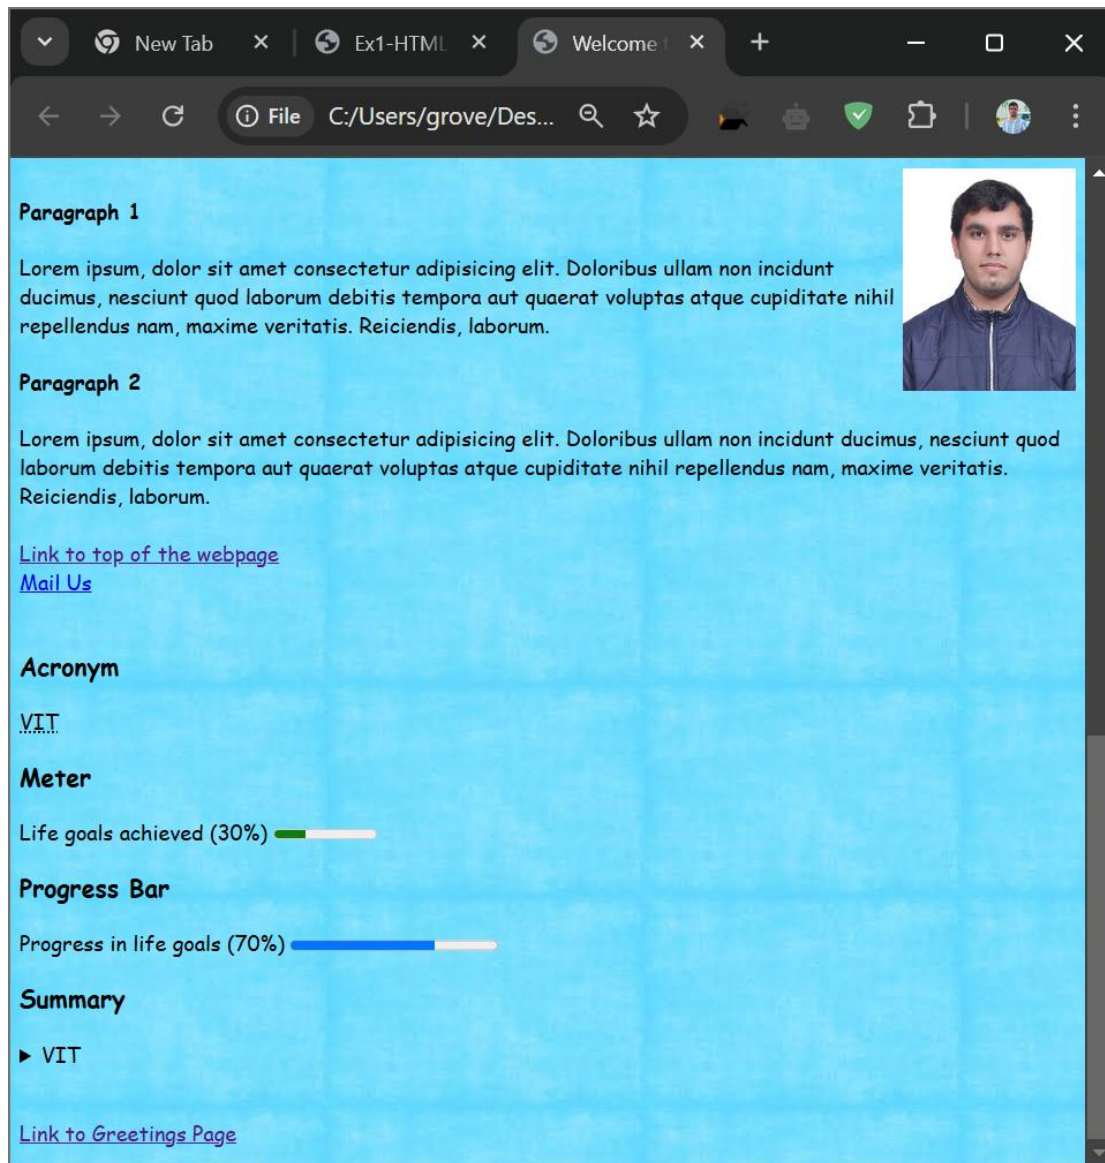 New Tab
Ex1-HTML
Welcome t
File C:/Users/grove/Des...
Paragraph 1
Lorem ipsum, dolor sit amet consectetur adipisicing elit. Doloribus ullam non incidunt
ducimus, nesciunt quod laborum debitis tempora aut quaerat voluptas atque cupiditate nihil
repellendus nam, maxime veritatis. Reiciendis, laborum.
Paragraph 2
Lorem ipsum, dolor sit amet consectetur adipisicing elit. Doloribus ullam non incidunt ducimus, nesciunt quod
laborum debitis tempora aut quaerat voluptas atque cupiditate nihil repellendus nam, maxime veritatis.
Reiciendis, laborum.
Link to top of the webpage
Mail Us
Acronym
VIT
Meter
Life goals achieved (30%)
Progress Bar
Progress in life goals (70%)
Summary
VIT
Link to Greetings Page